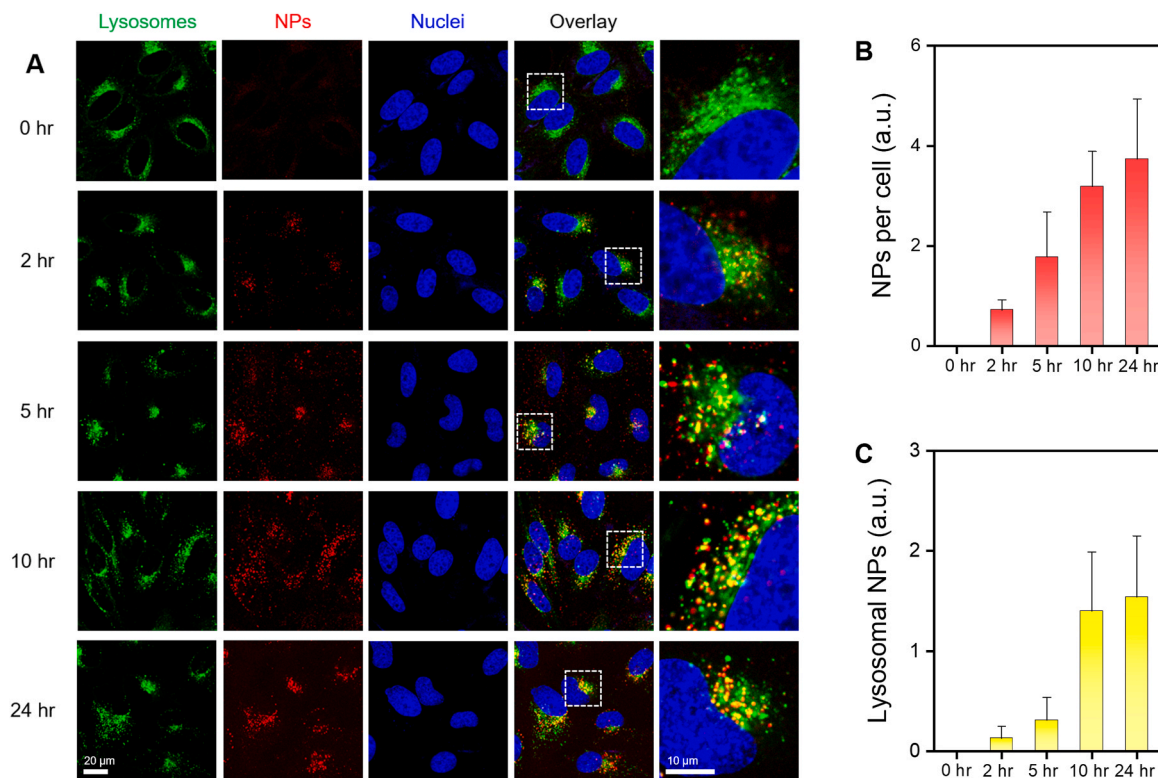 Lysosomes NPs Nuclei Overlay
A
0 hr
2 hr
5 hr
10 hr
24 hr
20 µm
10 µm
B
NPs per cell (a.u.)
6
4
2
0
0 hr 2 hr 5 hr 10 hr 24 hr
C
Lysosomal NPs (a.u.)
3
2
1
0
0 hr 2 hr 5 hr 10 hr 24 hr